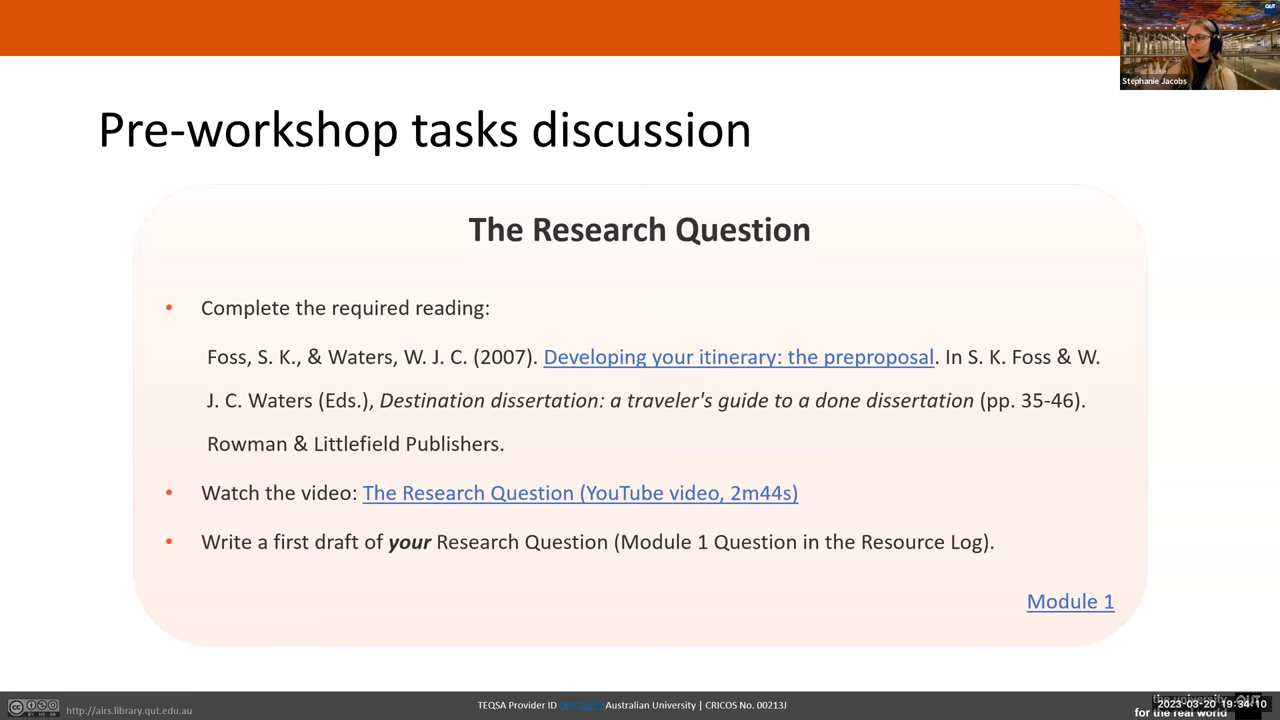 QUT
Stephanie Jacobs
Pre-workshop tasks discussion
The Research Question
• Complete the required reading:
Foss, S. K., & Waters, W. J. C. (2007). Developing your itinerary: the preproposal. In S. K. Foss & W.
J. C. Waters (Eds.), Destination dissertation: a traveler's guide to a done dissertation (pp. 35-46).
Rowman & Littlefield Publishers.
• Watch the video: The Research Question (YouTube video, 2m44s)
• Write a first draft of your Research Question (Module 1 Question in the Resource Log).
Module 1
http://airs.library.qut.edu.au
TEQSA Provider ID Australian University | CRICOS No. 00213J
the university
for the real world
QUT
2023-03-20 19:34:10